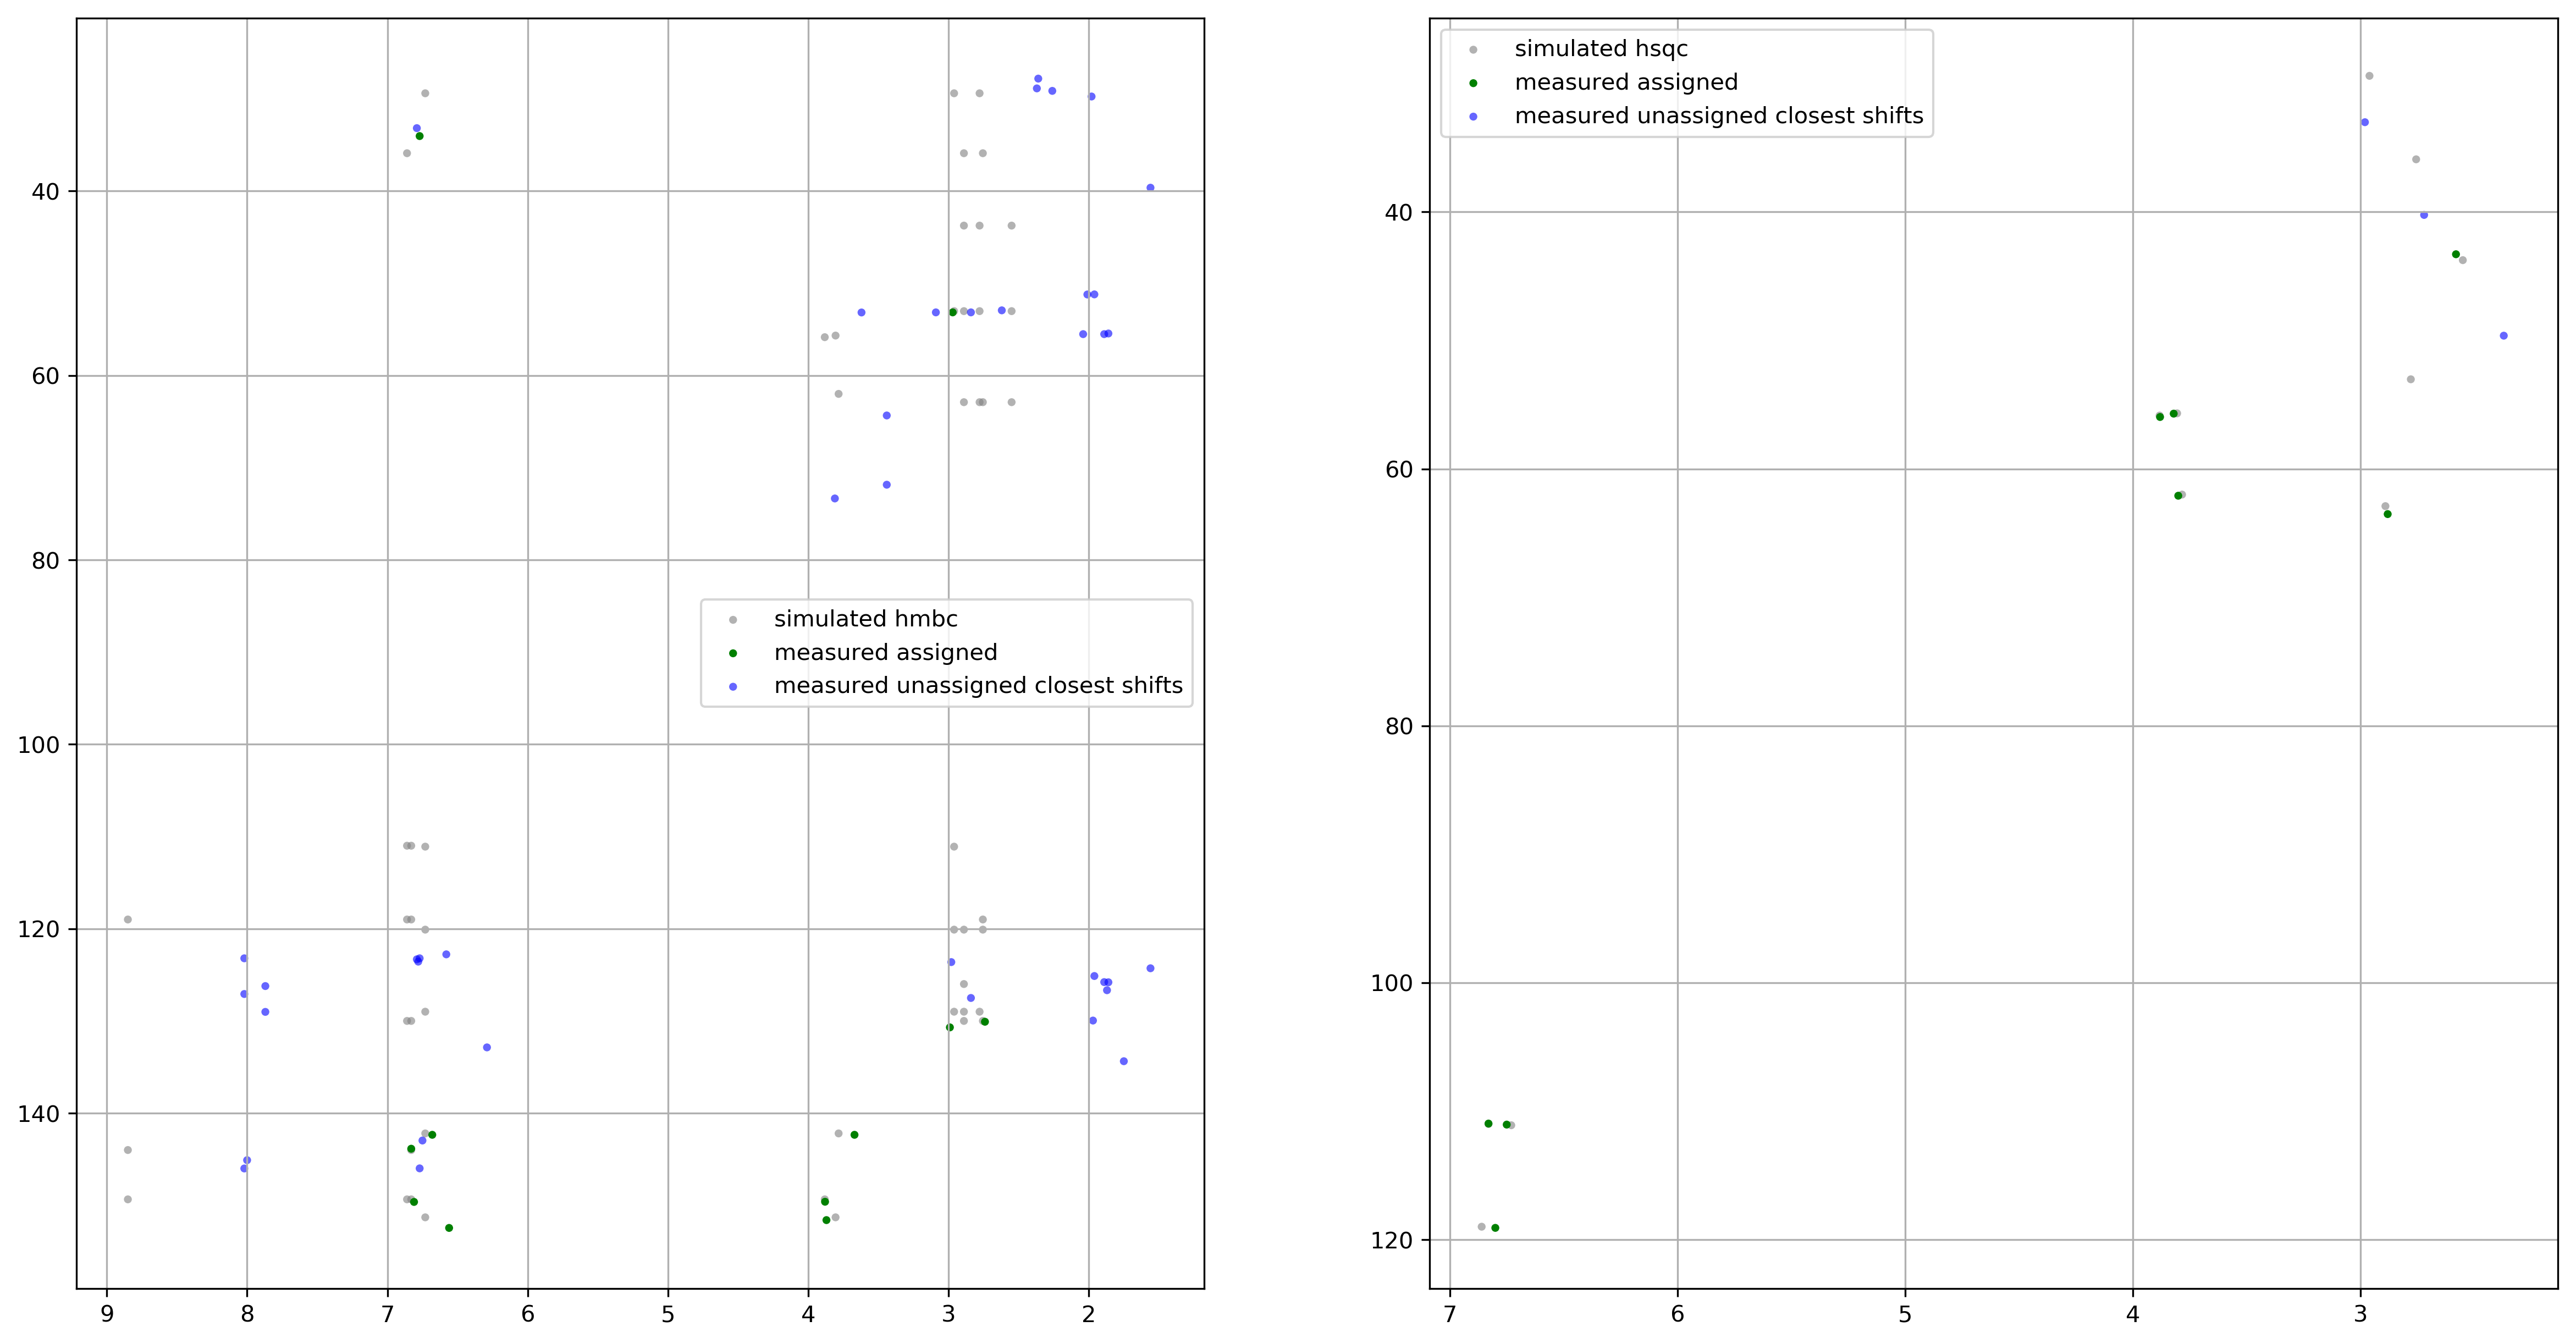 40
60
80
100
120
140
9 8 7 6 5 4 3 2
simulated hmbc
measured assigned
measured unassigned closest shifts
simulated hsqc
measured assigned
measured unassigned closest shifts
40
60
80
100
120
7 6 5 4 3